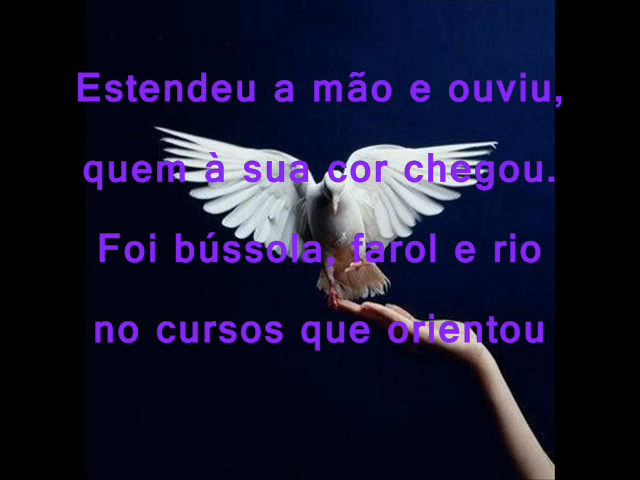 Estendeu a mão e ouviu,
quem à sua cor chegou.
Foi bússola, farol e rio
no cursos que orientou